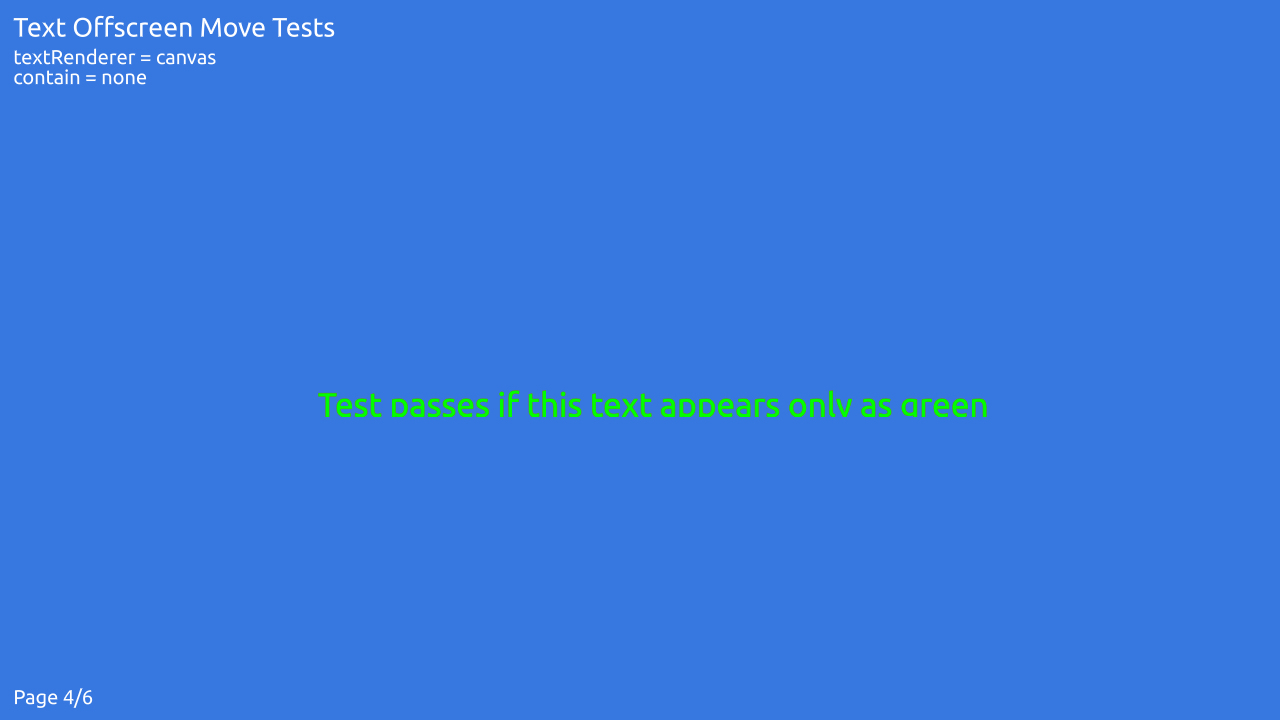 Text Offscreen Move Tests
textRenderer = canvas
contain = none
Test passes if this text appears only as green
Page 4/6